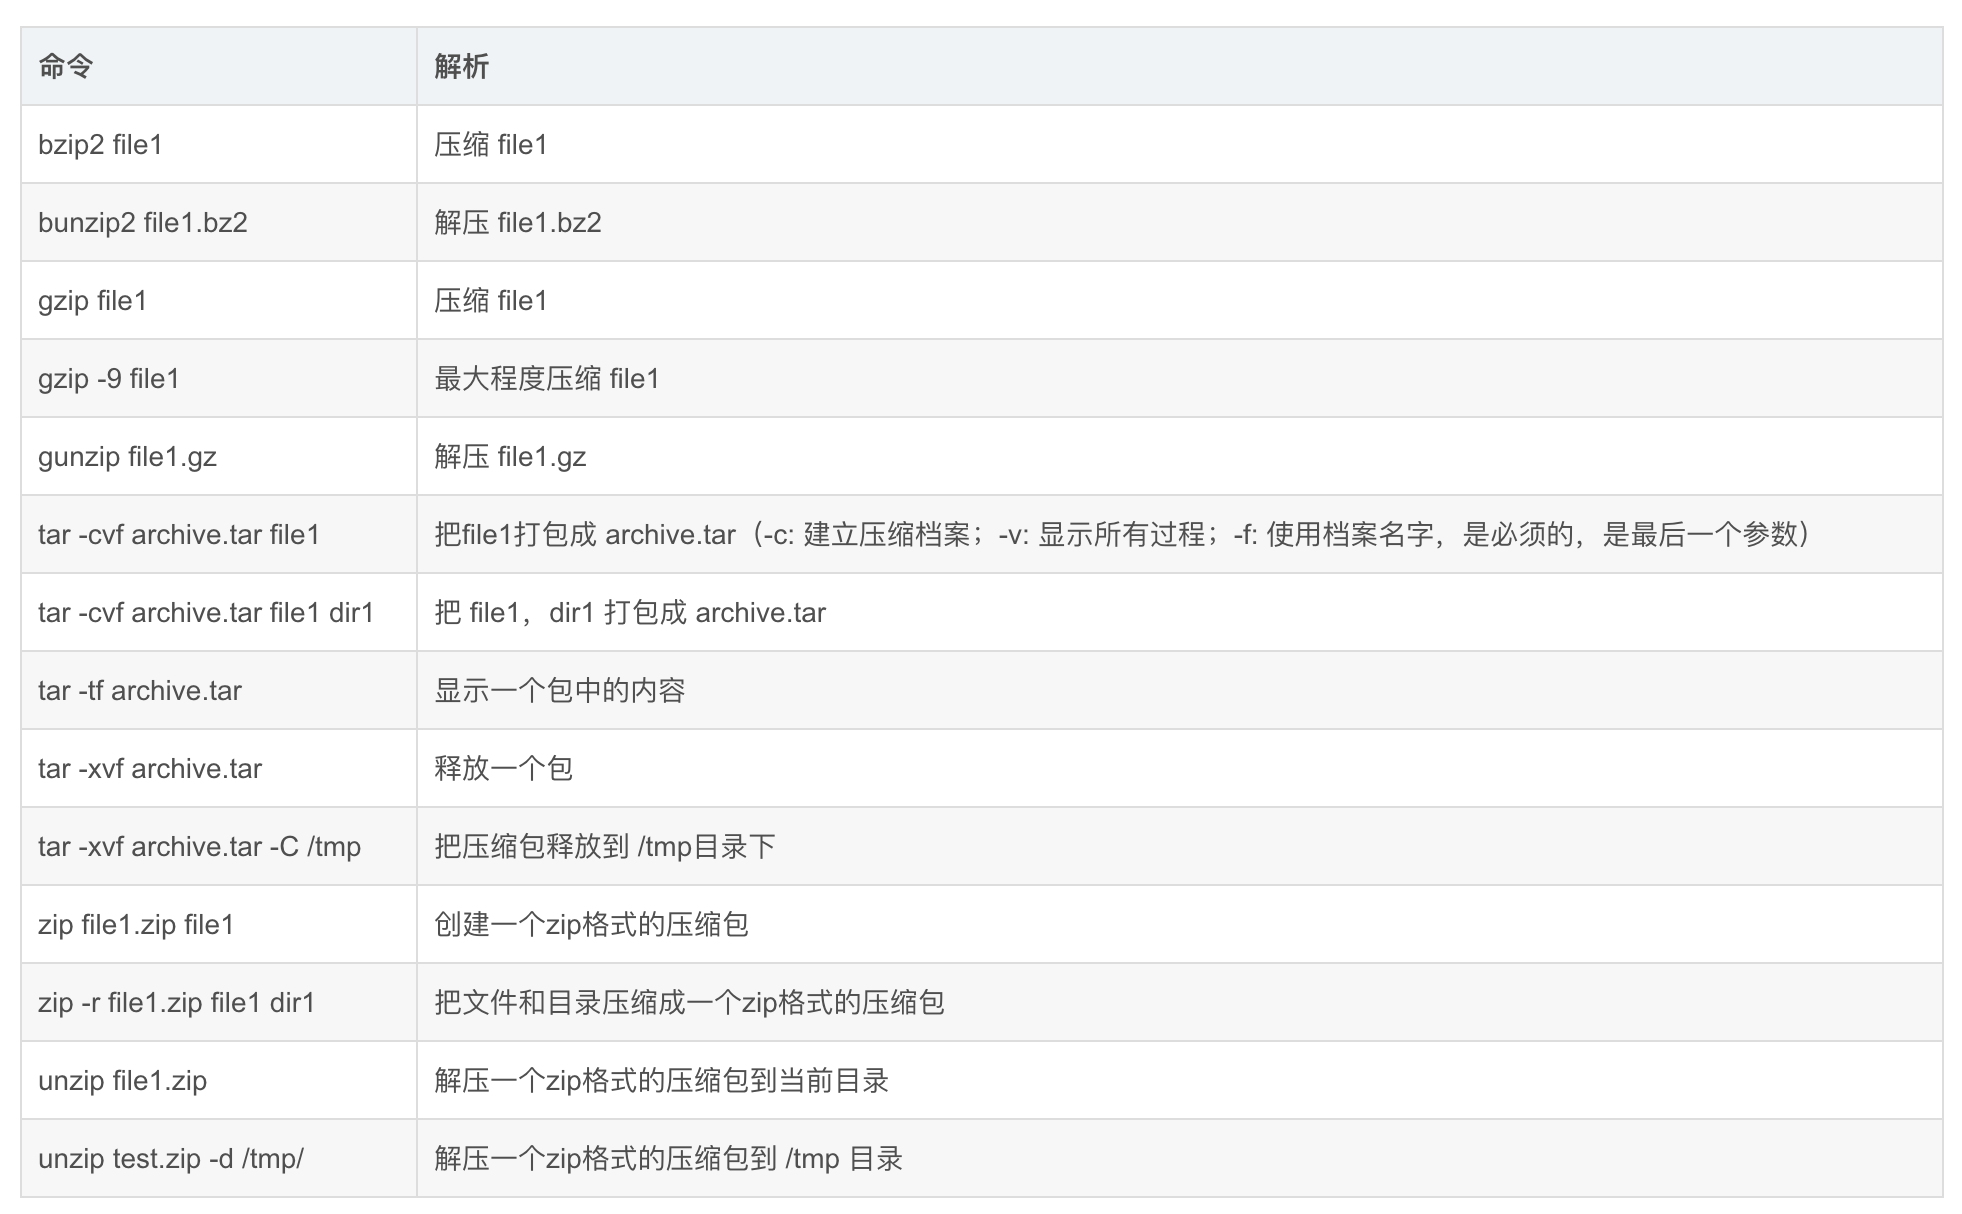 命令 解析
bzip2 file1 压缩 file1
bunzip2 file1.bz2 解压 file1.bz2
gzip file1 压缩 file1
gzip -9 file1 最大程度压缩 file1
gunzip file1.gz 解压 file1.gz
tar -cvf archive.tar file1 把file1打包成 archive.tar（-c: 建立压缩档案；-v: 显示所有过程；-f: 使用档案名字，是必须的，是最后一个参数）
tar -cvf archive.tar file1 dir1 把 file1，dir1 打包成 archive.tar
tar -tf archive.tar 显示一个包中的内容
tar -xvf archive.tar 释放一个包
tar -xvf archive.tar -C /tmp 把压缩包释放到 /tmp目录下
zip file1.zip file1 创建一个zip格式的压缩包
zip -r file1.zip file1 dir1 把文件和目录压缩成一个zip格式的压缩包
unzip file1.zip 解压一个zip格式的压缩包到当前目录
unzip test.zip -d /tmp/ 解压一个zip格式的压缩包到 /tmp 目录